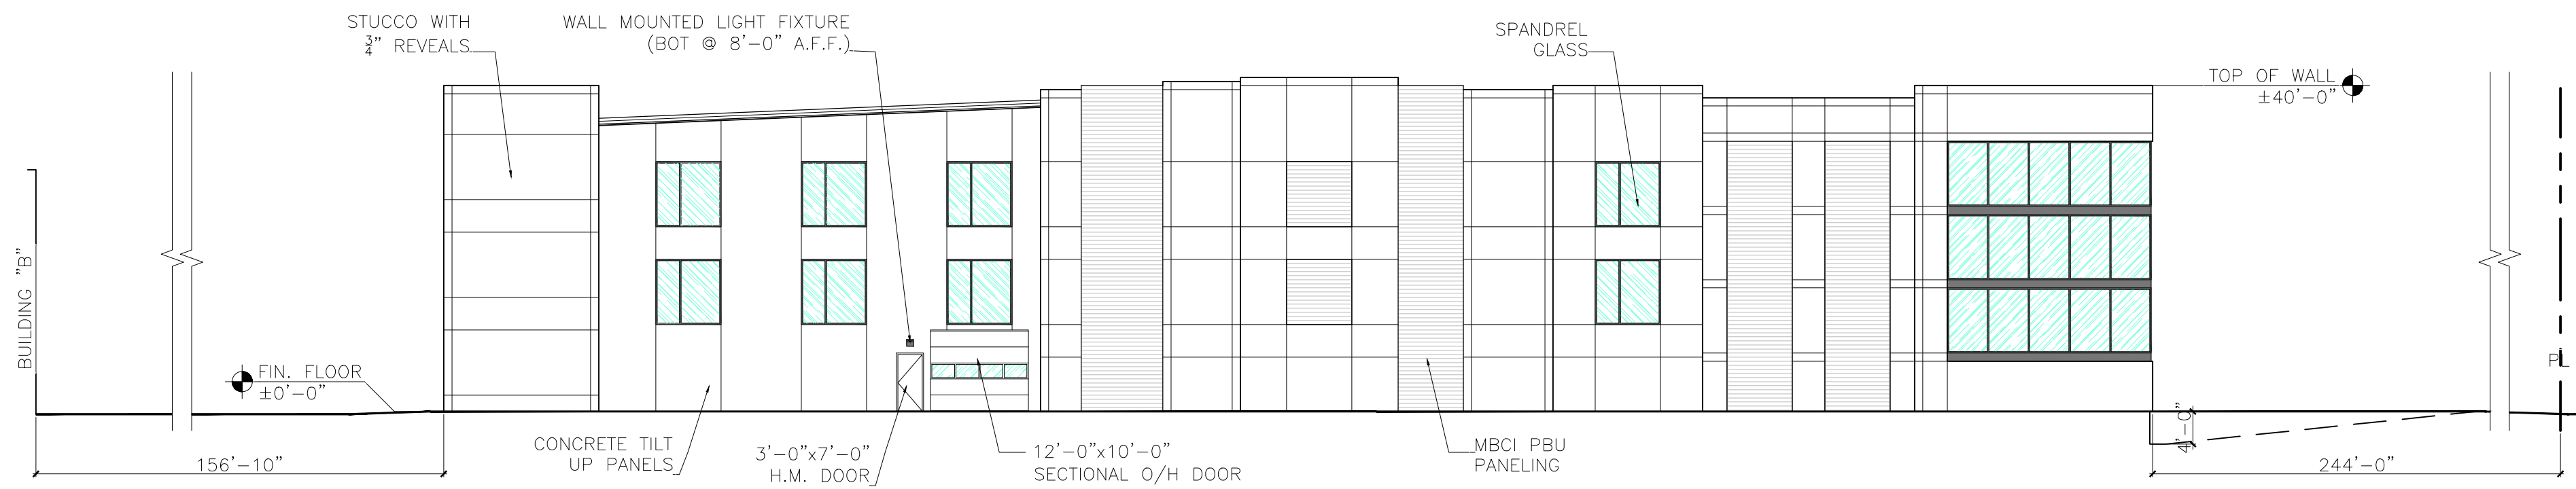 STUCCO WITH
¾" REVEALS
WALL MOUNTED LIGHT FIXTURE
(BOT @ 8'-0" A.F.F.)
SPANDREL
GLASS
TOP OF WALL
±40'-0"
BUILDING "B"
FIN. FLOOR
±0'-0"
PL
156'-10"
CONCRETE TILT
UP PANELS
3'-0"x7'-0"
H.M. DOOR
12'-0"x10'-0"
SECTIONAL O/H DOOR
MBCI PBU
PANELING
4'-0"
244'-0"